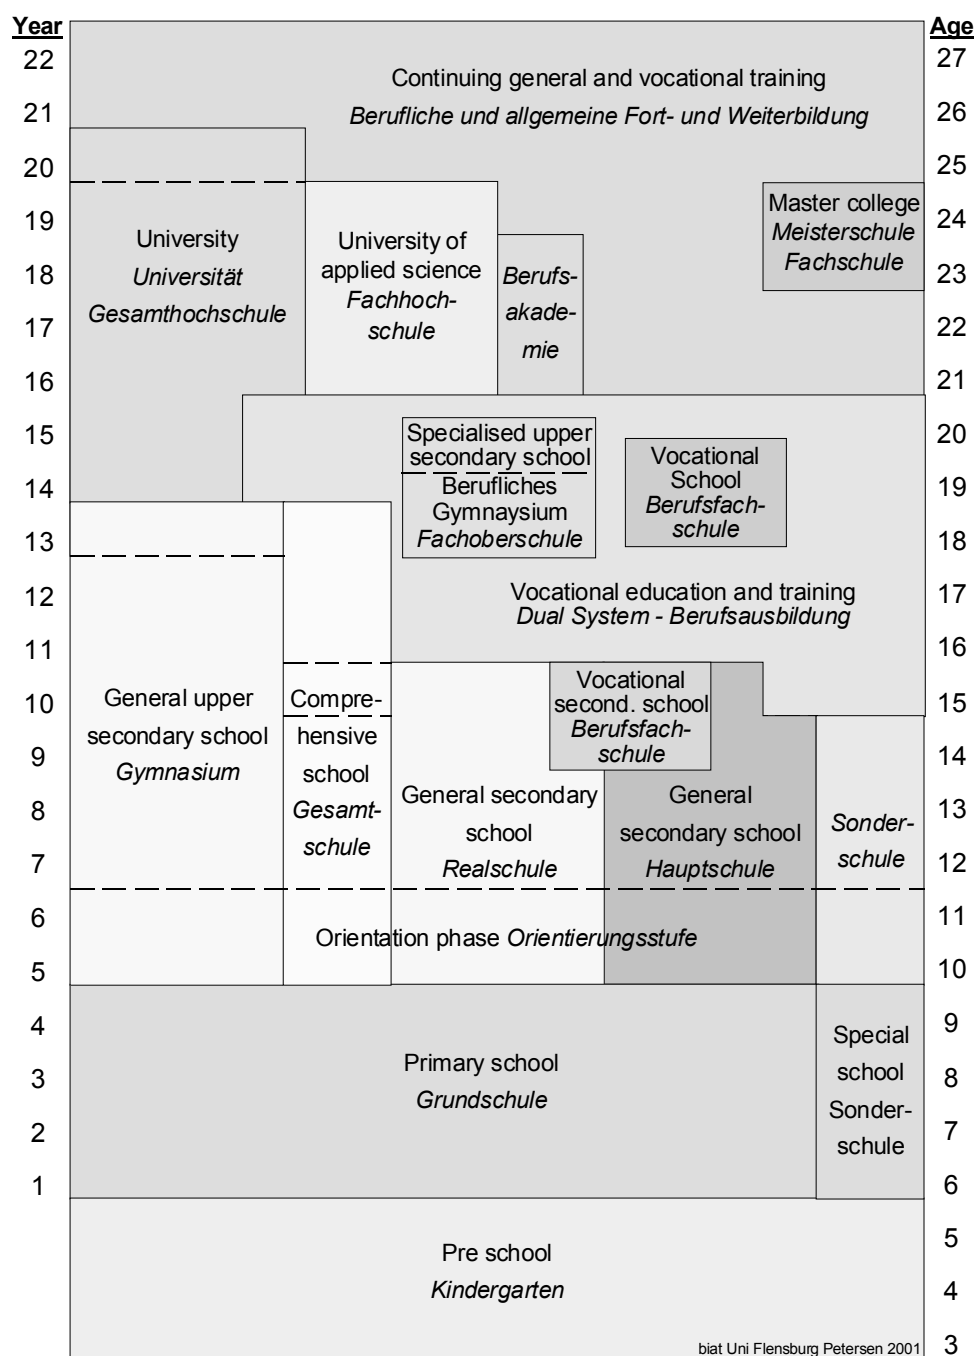 Year
Age
22
27
Continuing general and vocational training
21
Berufliche und allgemeine Fort- und Weiterbildung
26
20
25
19
Master college
24
University
University of
Meisterschule
18
Universität
applied science
Berufs-
Fachschule
23
Gesamthochschule
Fachhoch-
akade-
17
schule
mie
22
16
21
15
Specialised upper
secondary school
Vocational
20
School
14
Berufliches
Berufsfach-
19
Gymnaysium
schule
13
Fachoberschule
18
12
Vocational education and training
17
Dual System - Berufsausbildung
11
16
General upper
Compre-
Vocational
10
secondary school
hensive
second. school
15
Gymnasium
school
Berufsfach-
9
Gesamt-
schule
14
schule
8
General secondary
General
13
school
secondary school
Sonder-
7
Realschule
Hauptschule
schule
12
6
Orientation phase Orientierungsstufe
11
5
10
4
9
Primary school
Special
3
Grundschule
school
8
Sonder-
2
schule
7
1
6
5
Pre school
Kindergarten
4
biat Uni Flensburg Petersen 2001
3